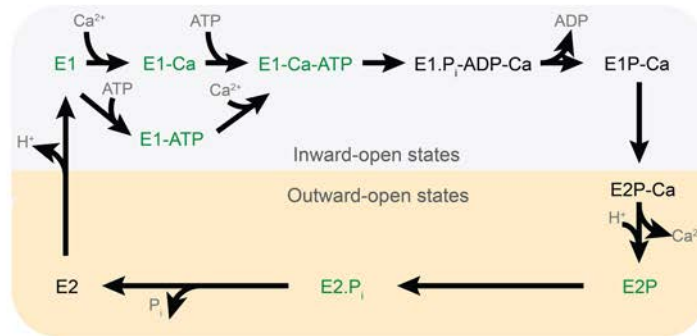 Ca²⁺ ATP ADP
E1 E1-Ca E1-Ca-ATP E1.Pᵢ-ADP-Ca E1P-Ca
ATP Ca²⁺
E1-ATP
H⁺
Inward-open states
Outward-open states
E2P-Ca
H⁺
Ca²
E2 E2.Pᵢ E2P
Pᵢ